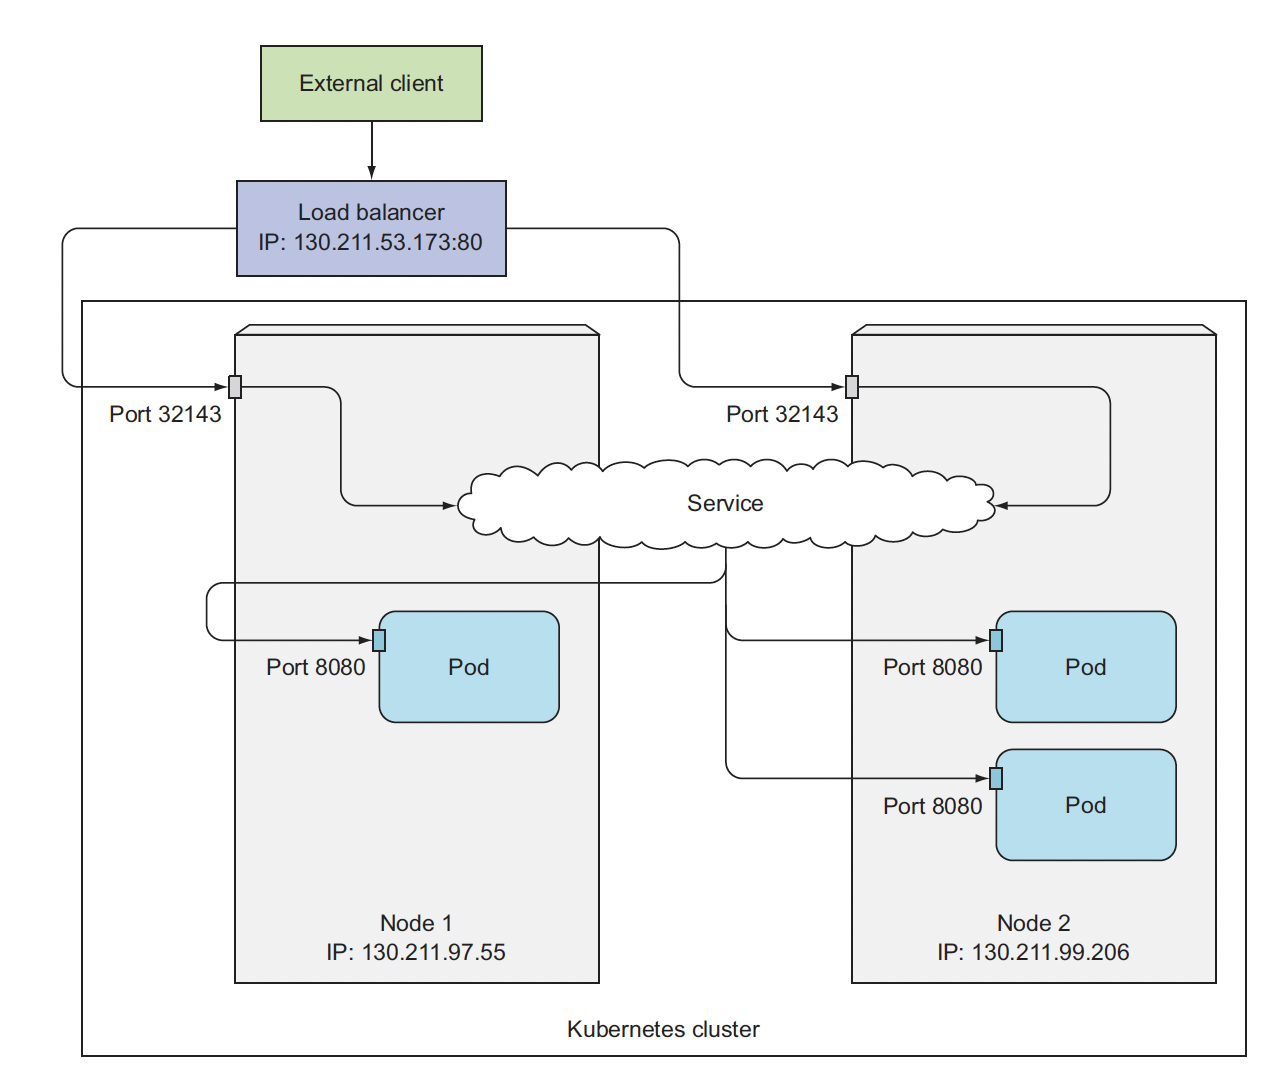 External client
Load balancer
IP: 130.211.53.173:80
Port 32143
Port 32143
Service
Port 8080
Pod
Port 8080
Pod
Port 8080
Pod
Node 1
IP: 130.211.97.55
Node 2
IP: 130.211.99.206
Kubernetes cluster